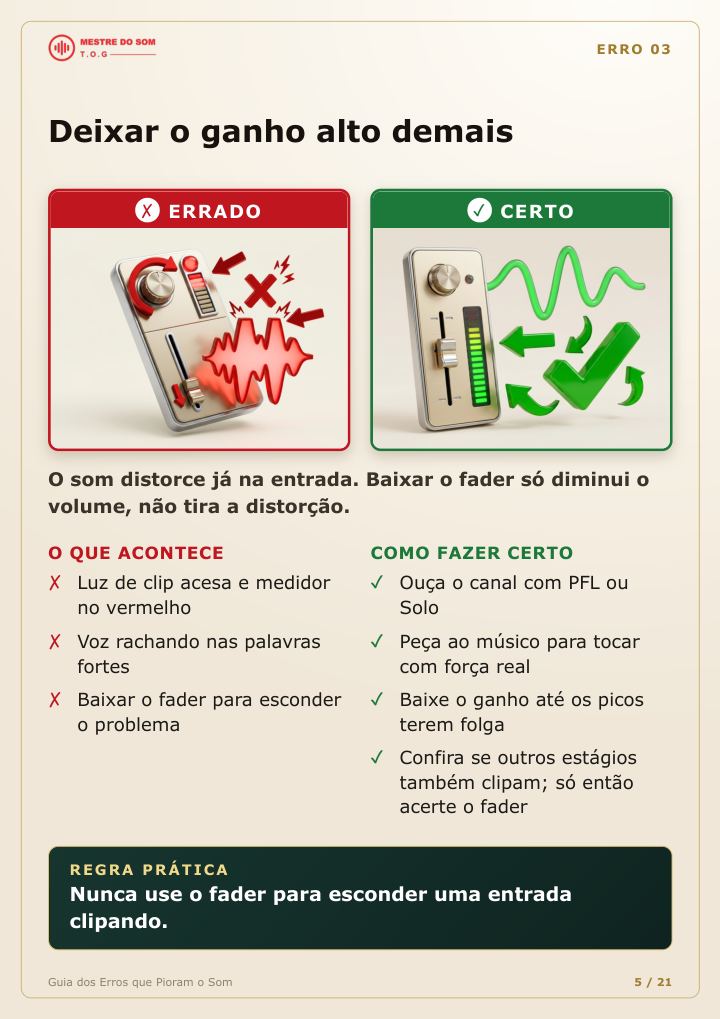 MESTRE DO SOM
T.O.G
ERRO 03
Deixar o ganho alto demais
✗ ERRADO
✓ CERTO
O som distorce já na entrada. Baixar o fader só diminui o
volume, não tira a distorção.
O QUE ACONTECE
✗ Luz de clip acesa e medidor
no vermelho
✗ Voz rachando nas palavras
fortes
✗ Baixar o fader para esconder
o problema
COMO FAZER CERTO
✓ Ouça o canal com PFL ou
Solo
✓ Peça ao músico para tocar
com força real
✓ Baixe o ganho até os picos
terem folga
✓ Confira se outros estágios
também clipam; só então
acerte o fader
REGRA PRÁTICA
Nunca use o fader para esconder uma entrada
clipando.
Guia dos Erros que Pioram o Som
5 / 21